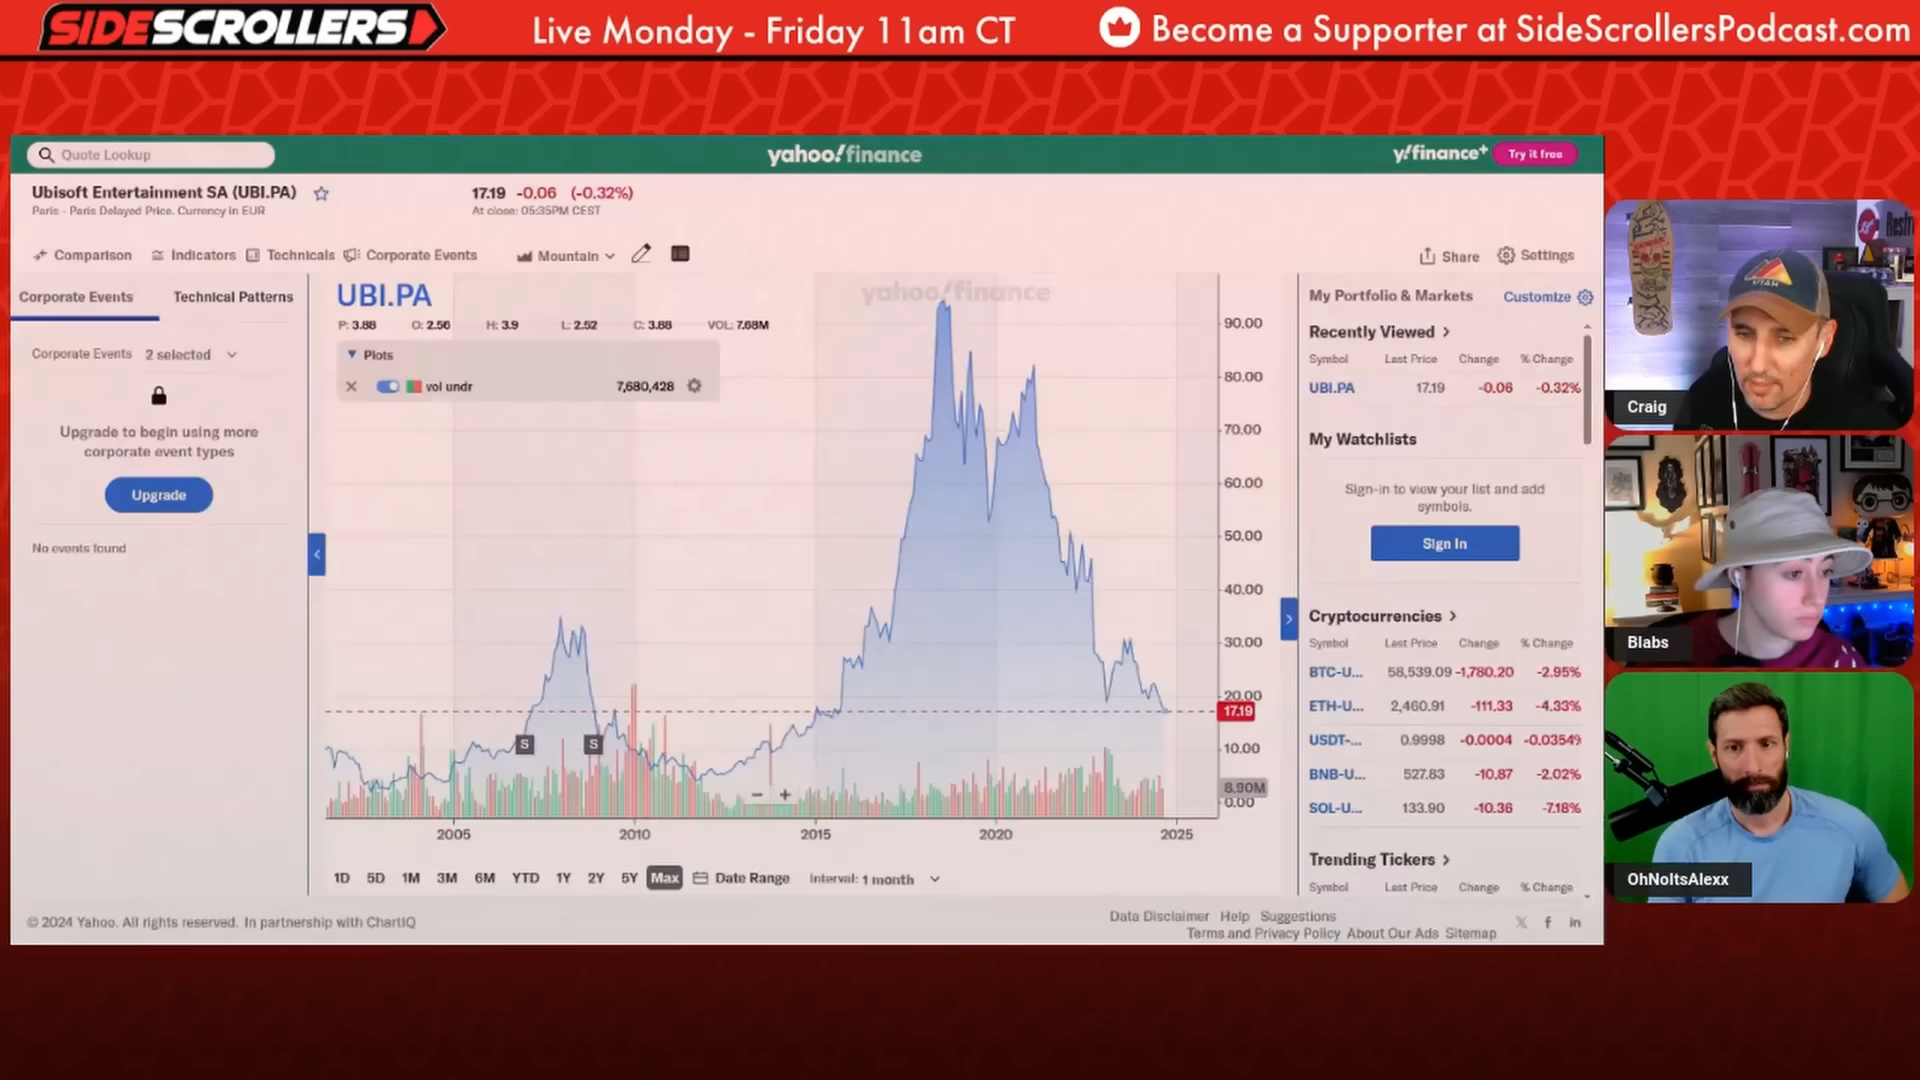 SIDESCROLLERS
Live Monday - Friday 11am CT
Become a Supporter at SideScrollersPodcast.com
Quote Lookup
yahoo!finance
y!finance+
Try it free
Ubisoft Entertainment SA (UBI.PA)
17.19 -0.06 (-0.32%)
Paris - Paris Delayed Price. Currency in EUR
At close: 05:35PM CEST
Comparison
Indicators
Technicals
Corporate Events
Mountain
Share
Settings
Corporate Events
Technical Patterns
Corporate Events 2 selected
Upgrade to begin using more
corporate event types
Upgrade
No events found
UBI.PA
yahoo!finance
P: 3.88 O: 2.56 H: 3.9 L: 2.52 C: 3.88 VOL: 7.68M
Plots
vol undr 7,680,428
90.00
80.00
70.00
60.00
50.00
40.00
30.00
20.00
17.19
10.00
8.90M
0.00
S
S
2005 2010 2015 2020 2025
1D 5D 1M 3M 6M YTD 1Y 2Y 5Y Max Date Range Interval: 1 month
My Portfolio & Markets
Customize
Recently Viewed
Symbol Last Price Change % Change
UBI.PA 17.19 -0.06 -0.32%
My Watchlists
Sign-in to view your list and add
symbols.
Sign In
Cryptocurrencies
Symbol Last Price Change % Change
BTC-U... 58,539.09 -1,780.20 -2.95%
ETH-U... 2,460.91 -111.33 -4.33%
USDT-... 0.9998 -0.0004 -0.0354%
BNB-U... 527.83 -10.87 -2.02%
SOL-U... 133.90 -10.36 -7.18%
Trending Tickers
Symbol Last Price Change % Change
© 2024 Yahoo. All rights reserved. In partnership with ChartIQ
Data Disclaimer Help Suggestions
Terms and Privacy Policy About Our Ads Sitemap
UTAH
Craig
Blabs
OhNoItsAlexx